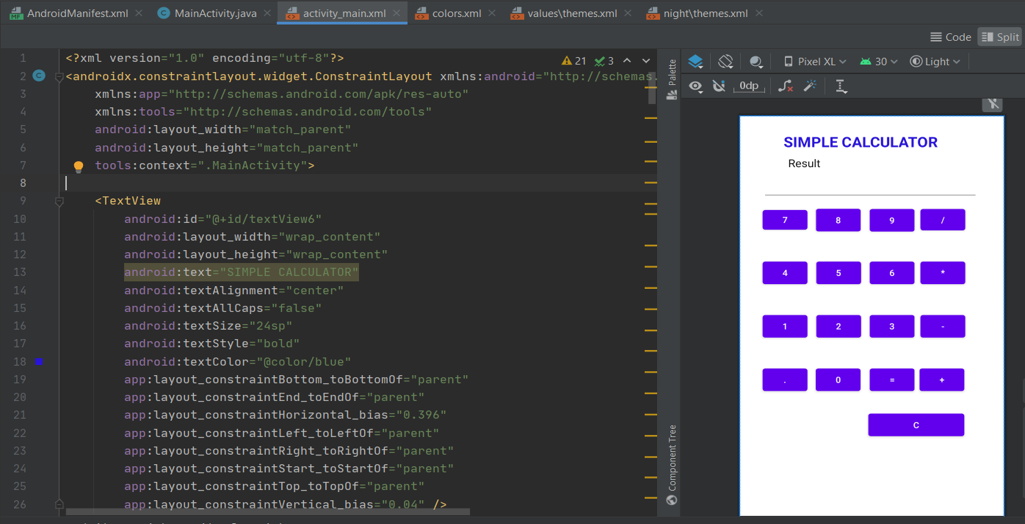 AndroidManifest.xml MainActivity.java activity_main.xml colors.xml values\themes.xml night\themes.xml
Code Split
Pixel XL 30 Light
0dp
21 3
Palette
Component Tree
1 <?xml version="1.0" encoding="utf-8"?>
2 <androidx.constraintlayout.widget.ConstraintLayout xmlns:android="http://schemas.
3 xmlns:app="http://schemas.android.com/apk/res-auto"
4 xmlns:tools="http://schemas.android.com/tools"
5 android:layout_width="match_parent"
6 android:layout_height="match_parent"
7 tools:context=".MainActivity">
8
9 <TextView
10 android:id="@+id/textView6"
11 android:layout_width="wrap_content"
12 android:layout_height="wrap_content"
13 android:text="SIMPLE CALCULATOR"
14 android:textAlignment="center"
15 android:textAllCaps="false"
16 android:textSize="24sp"
17 android:textStyle="bold"
18 android:textColor="@color/blue"
19 app:layout_constraintBottom_toBottomOf="parent"
20 app:layout_constraintEnd_toEndOf="parent"
21 app:layout_constraintHorizontal_bias="0.396"
22 app:layout_constraintLeft_toLeftOf="parent"
23 app:layout_constraintRight_toRightOf="parent"
24 app:layout_constraintStart_toStartOf="parent"
25 app:layout_constraintTop_toTopOf="parent"
26 app:layout_constraintVertical_bias="0.04" />
SIMPLE CALCULATOR
Result
7 8 9 /
4 5 6 *
1 2 3 -
. 0 = +
C